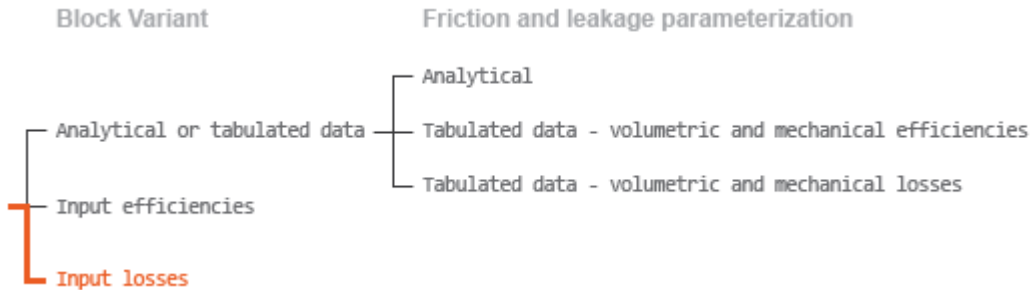 Block Variant
Friction and leakage parameterization
Analytical
Analytical or tabulated data
Tabulated data - volumetric and mechanical efficiencies
Tabulated data - volumetric and mechanical losses
Input efficiencies
Input losses